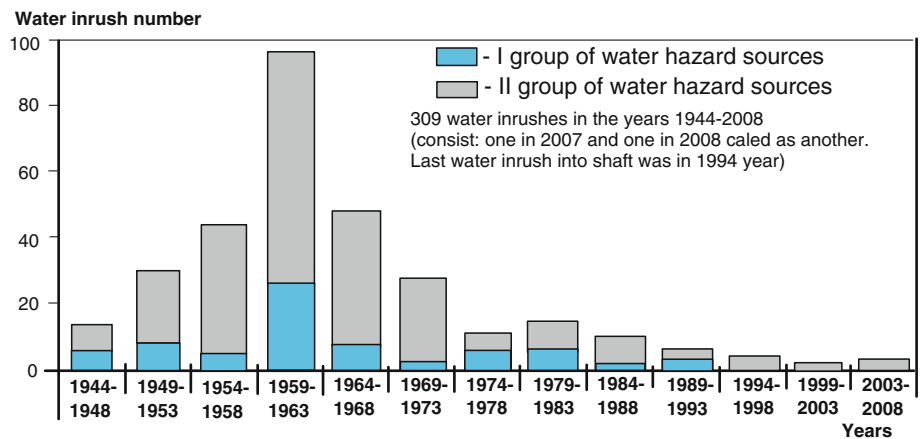 Water inrush number
100
- I group of water hazard sources
80
- II group of water hazard sources
309 water inrushes in the years 1944-2008
(consist: one in 2007 and one in 2008 caled as another.
Last water inrush into shaft was in 1994 year)
60
40
20
0
1944- 1949- 1954- 1959- 1964- 1969- 1974- 1979- 1984- 1989- 1994- 1999- 2003-
1948 1953 1958 1963 1968 1973 1978 1983 1988 1993 1998 2003 2008
Years